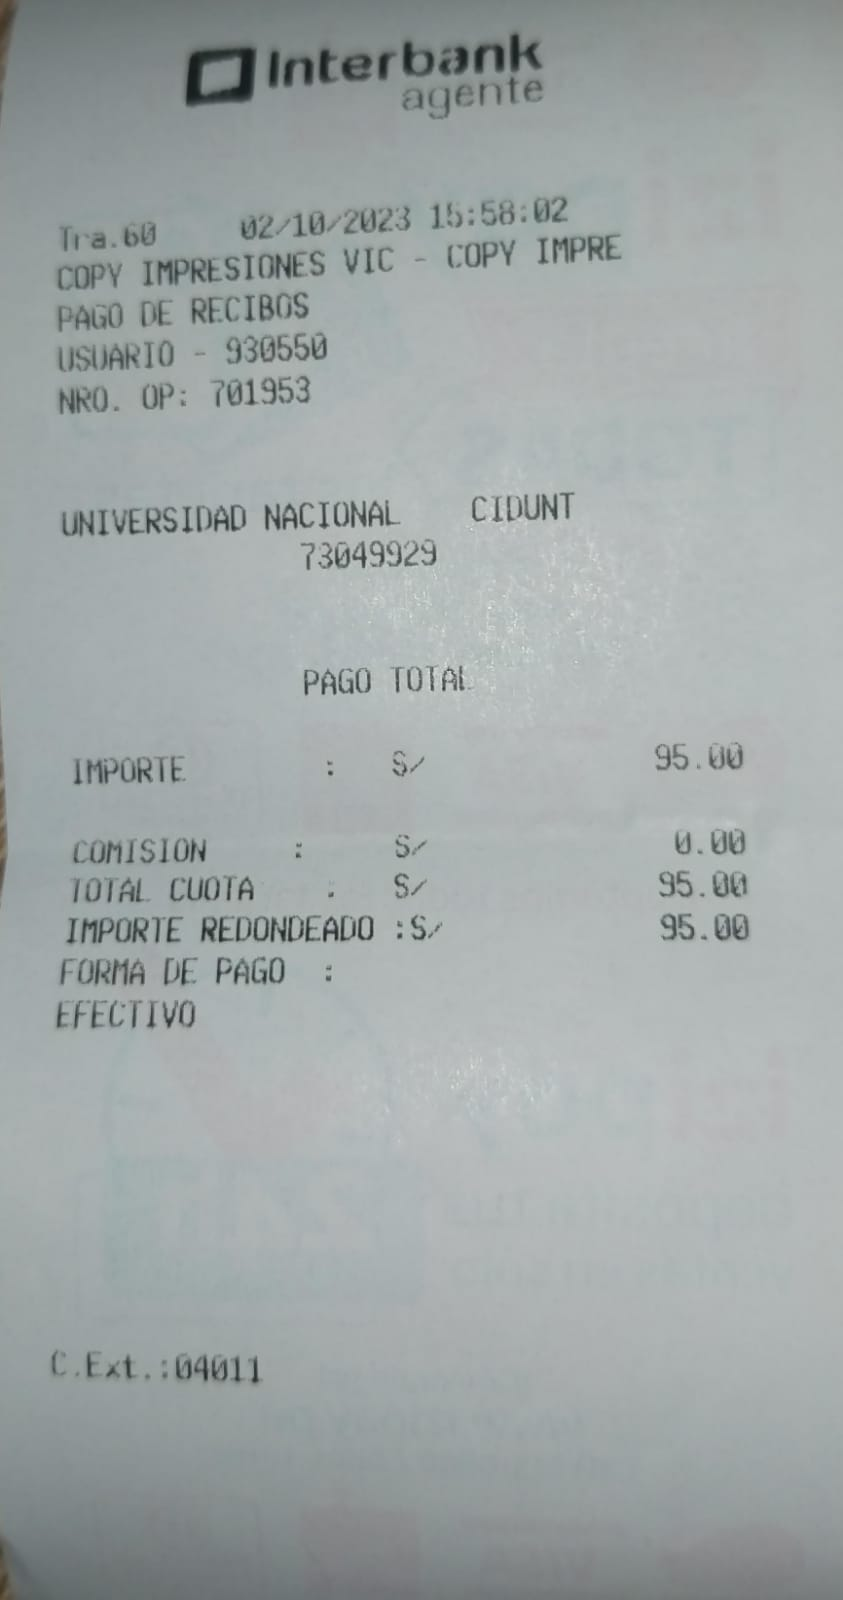 Interbank
agente
Tra.60 02/10/2023 15:58:02
COPY IMPRESIONES VIC - COPY IMPRE
PAGO DE RECIBOS
USUARIO - 930550
NRO. OP: 701953
UNIVERSIDAD NACIONAL CIDUNT
73049929
PAGO TOTAL
IMPORTE : S/ 95.00
COMISION : S/ 0.00
TOTAL CUOTA : S/ 95.00
IMPORTE REDONDEADO :S/ 95.00
FORMA DE PAGO :
EFECTIVO
C.Ext.:04011